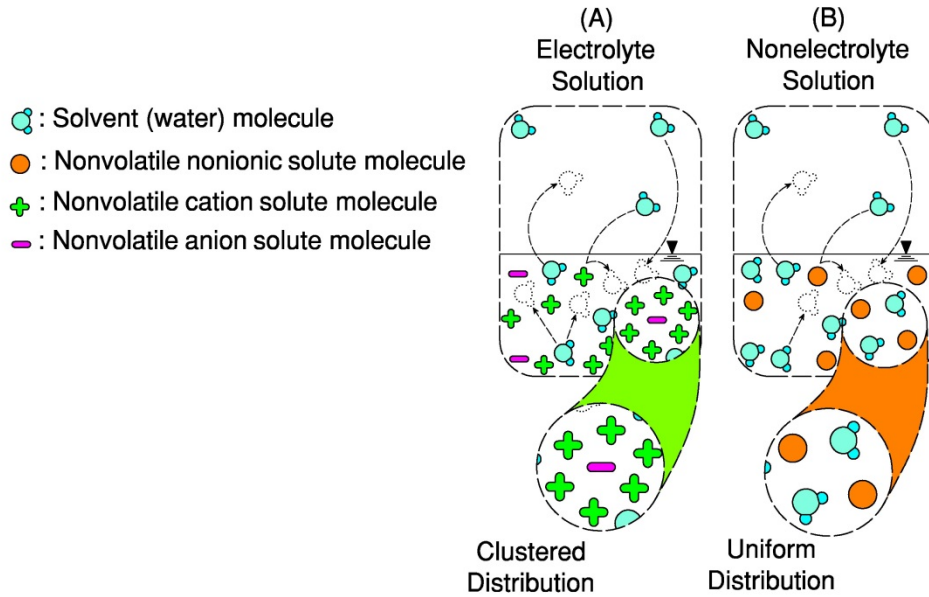 (A)
Electrolyte
Solution
(B)
Nonelectrolyte
Solution
: Solvent (water) molecule
: Nonvolatile nonionic solute molecule
: Nonvolatile cation solute molecule
: Nonvolatile anion solute molecule
Clustered
Distribution
Uniform
Distribution